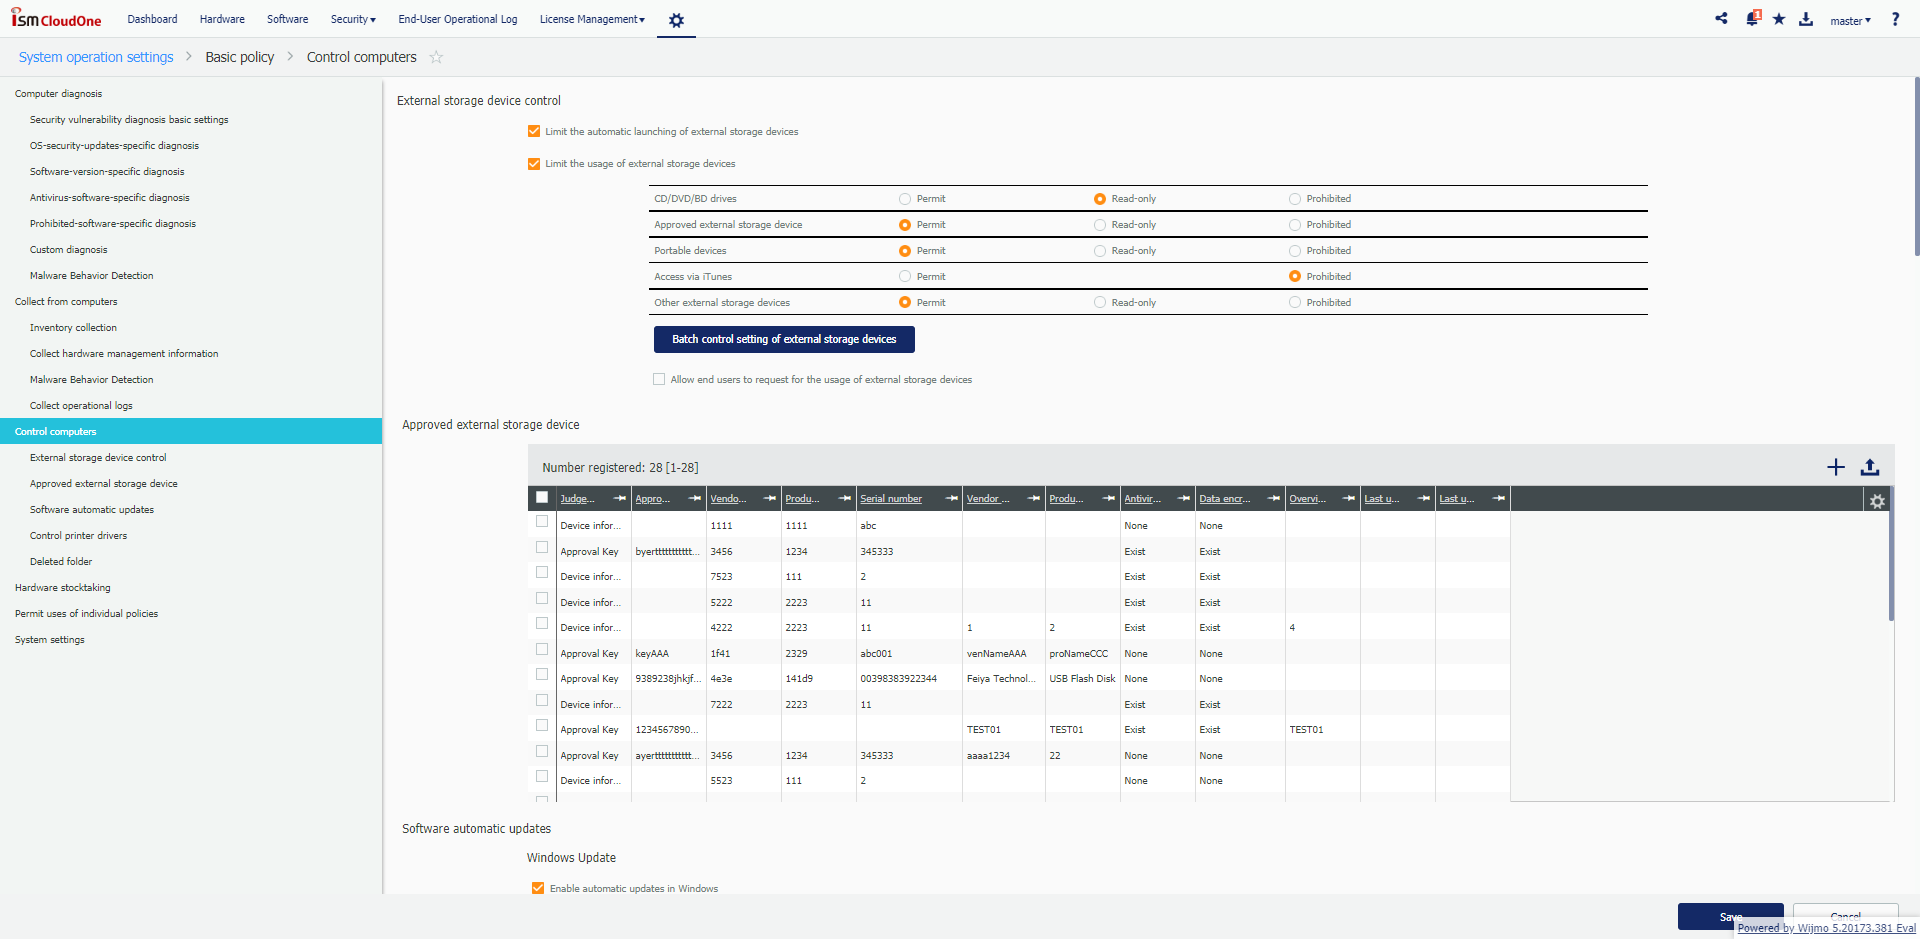 ism CloudOne
Dashboard Hardware Software Security▾ End-User Operational Log License Management▾ 1 master▾ ?
System operation settings > Basic policy > Control computers
Computer diagnosis
Security vulnerability diagnosis basic settings
OS-security-updates-specific diagnosis
Software-version-specific diagnosis
Antivirus-software-specific diagnosis
Prohibited-software-specific diagnosis
Custom diagnosis
Malware Behavior Detection
Collect from computers
Inventory collection
Collect hardware management information
Malware Behavior Detection
Collect operational logs
Control computers
External storage device control
Approved external storage device
Software automatic updates
Control printer drivers
Deleted folder
Hardware stocktaking
Permit uses of individual policies
System settings
External storage device control
Limit the automatic launching of external storage devices
Limit the usage of external storage devices
CD/DVD/BD drives Permit Read-only Prohibited
Approved external storage device Permit Read-only Prohibited
Portable devices Permit Read-only Prohibited
Access via iTunes Permit Prohibited
Other external storage devices Permit Read-only Prohibited
Batch control setting of external storage devices
Allow end users to request for the usage of external storage devices
Approved external storage device
Number registered: 28 [1-28]
Judge... Appro... Vendo... Produ... Serial number Vendor ... Produ... Antivir... Data encr... Overvi... Last u... Last u...
Device infor... 1111 1111 abc None None
Approval Key 3456 1234 345333 Exist Exist
Device infor... 7523 111 2 Exist Exist
Device infor... 5222 2223 11 Exist Exist
Device infor... 4222 2223 11 1 2 Exist Exist 4
Approval Key keyAAA 1f41 2329 abc001 venNameAAA proNameCCC None None
Approval Key 9389238jhkjf... 4e3e 141d9 00398383922344 Feiya Technol... USB Flash Disk None None
Device infor... 7222 2223 11 Exist Exist
Approval Key 1234567890... TEST01 TEST01 Exist Exist TEST01
Approval Key 3456 1234 345333 aaaa1234 22 None None
Device infor... 5523 111 2 None None
Software automatic updates
Windows Update
Enable automatic updates in Windows
Save Cancel
Powered by Wijmo 5.20173.381 Eval